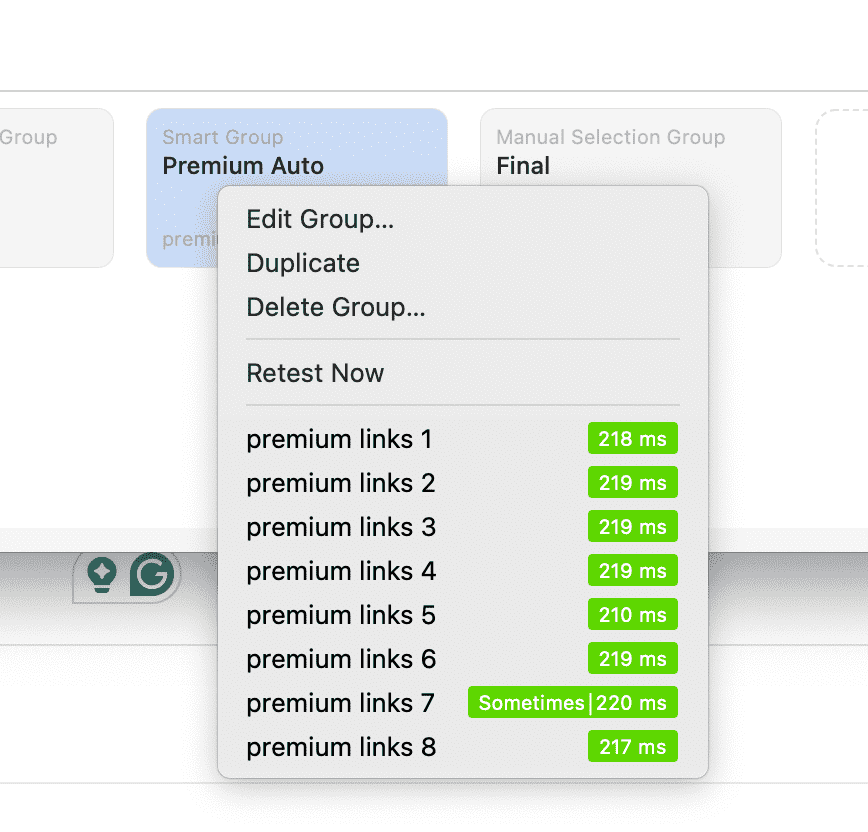 Group
Smart Group
Premium Auto
Manual Selection Group
Final
premi
Edit Group...
Duplicate
Delete Group...
Retest Now
premium links 1 218 ms
premium links 2 219 ms
premium links 3 219 ms
premium links 4 219 ms
premium links 5 210 ms
premium links 6 219 ms
premium links 7 Sometimes|220 ms
premium links 8 217 ms